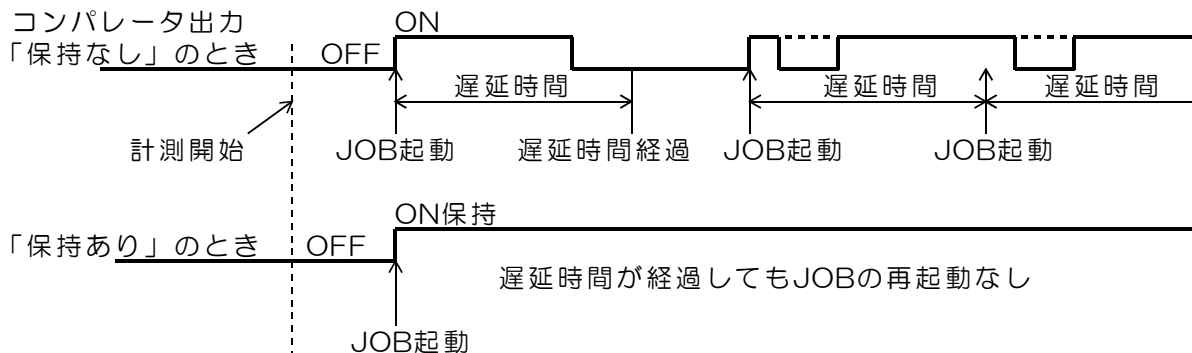 コンパレータ出力
ON
「保持なし」のとき OFF
遅延時間 遅延時間 遅延時間
計測開始 JOB起動 遅延時間経過 JOB起動 JOB起動
ON保持
「保持あり」のとき OFF
遅延時間が経過してもJOBの再起動なし
JOB起動